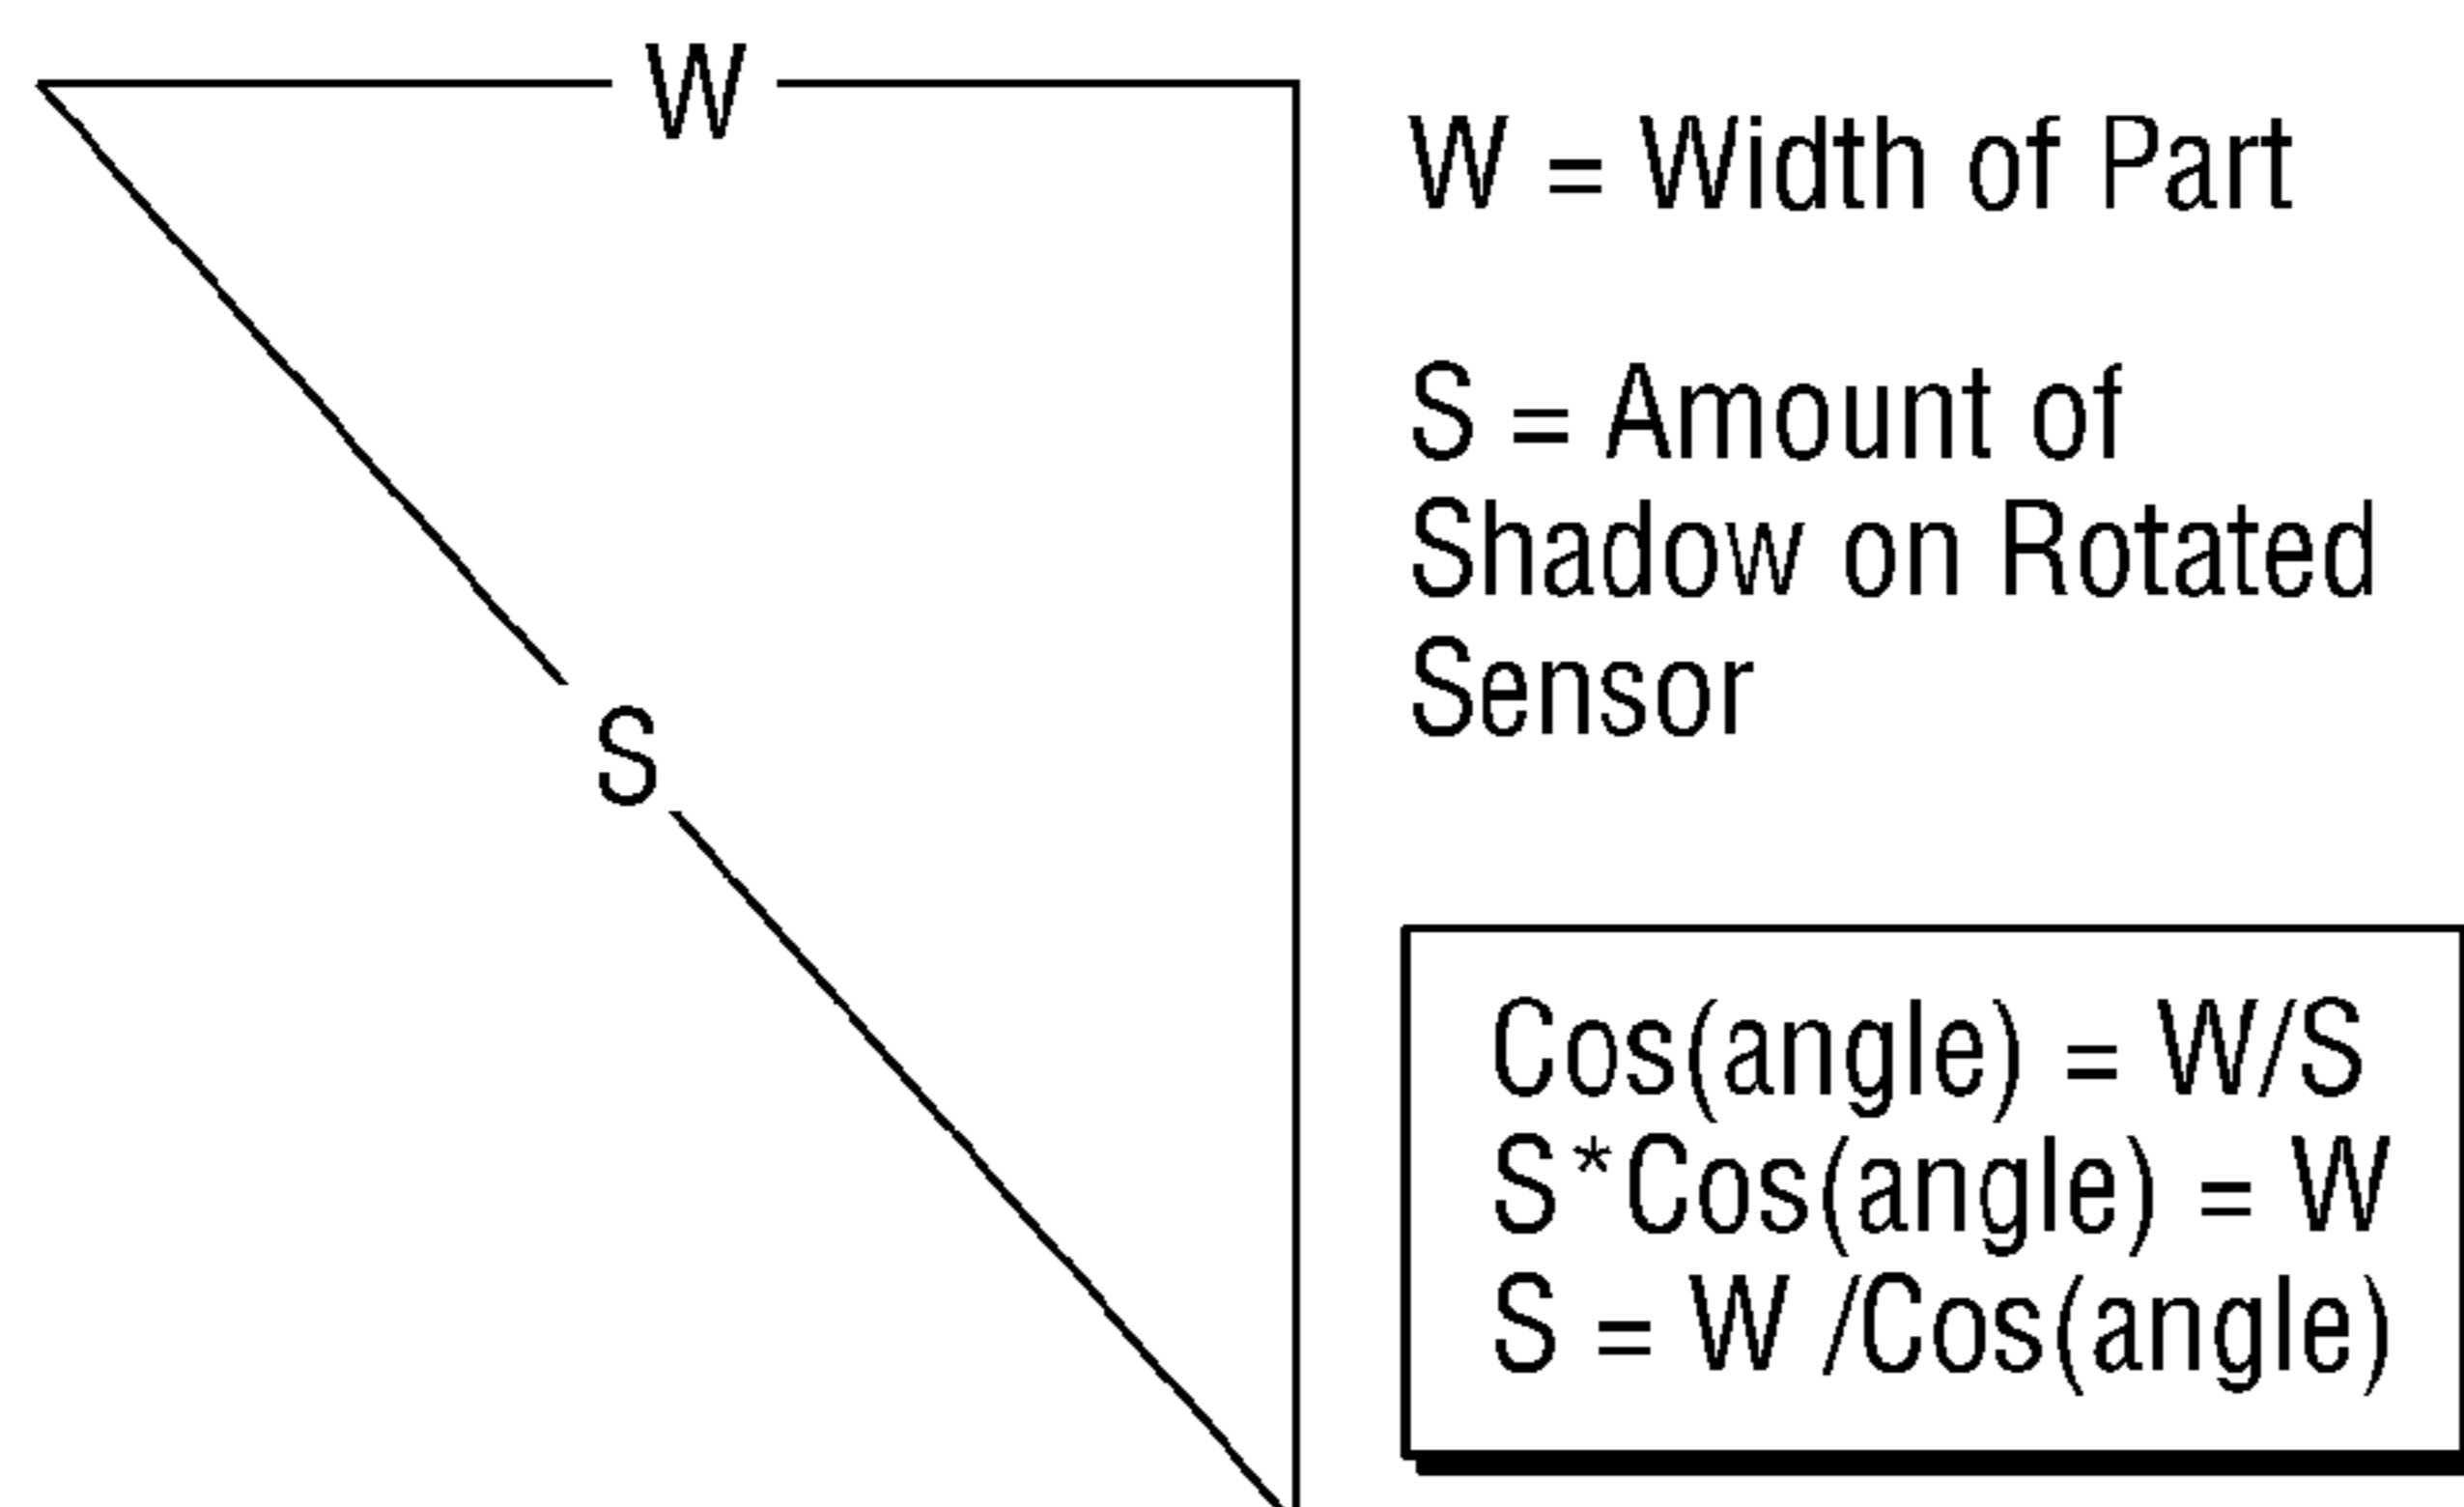 W
S
W = Width of Part
S = Amount of
Shadow on Rotated
Sensor
Cos(angle) = W/S
S*Cos(angle) = W
S = W /Cos(angle)